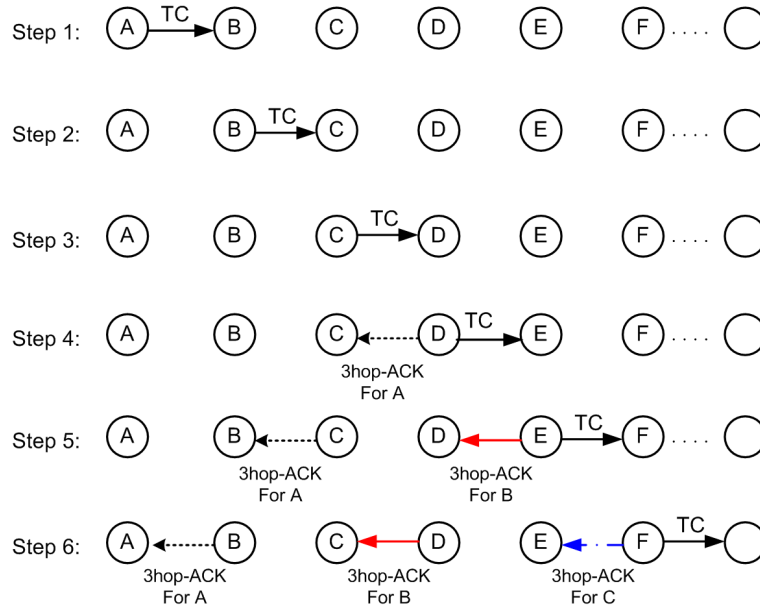 TC
Step 1: A B C D E F . . . .
TC
Step 2: A B C D E F . . . .
TC
Step 3: A B C D E F . . . .
TC
Step 4: A B C D E F . . . .
3hop-ACK
For A
TC
Step 5: A B C D E F . . . .
3hop-ACK 3hop-ACK
For A For B
TC
Step 6: A B C D E F
3hop-ACK 3hop-ACK 3hop-ACK
For A For B For C